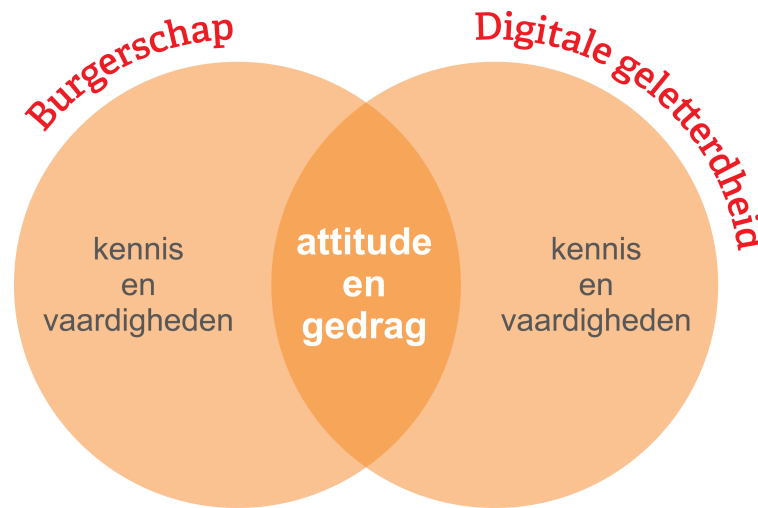 Burgerschap
Digitale geletterdheid
kennis
en
vaardigheden
attitude
en
gedrag
kennis
en
vaardigheden